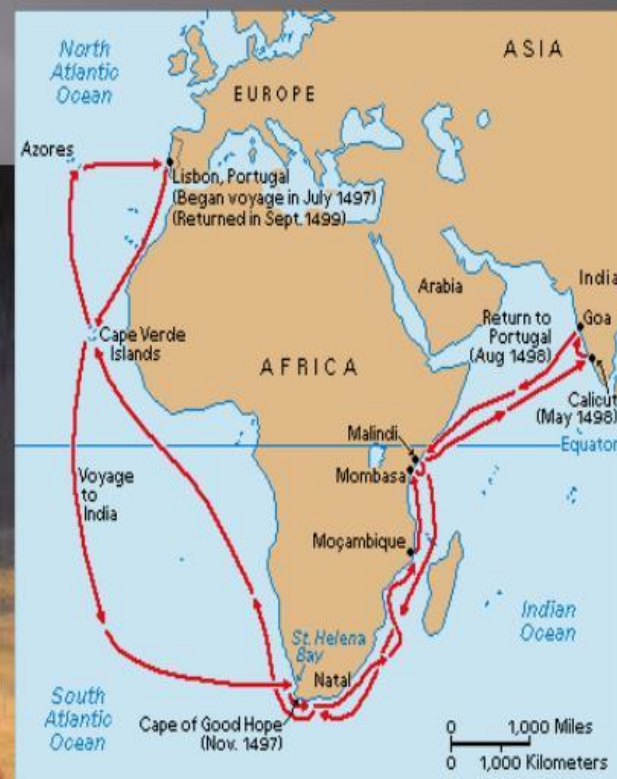 North
Atlantic
Ocean
ASIA
EUROPE
Azores
Lisbon, Portugal
(Began voyage in July 1497)
(Returned in Sept. 1499)
Arabia
India
Return to
Portugal
(Aug 1498)
Goa
Cape Verde
Islands
AFRICA
Calicut
(May 1498)
Malindi
Equator
Mombasa
Voyage
to
India
Moçambique
Indian
Ocean
St. Helena
Bay
Natal
South
Atlantic
Ocean
Cape of Good Hope
(Nov. 1497)
0 1,000 Miles
0 1,000 Kilometers